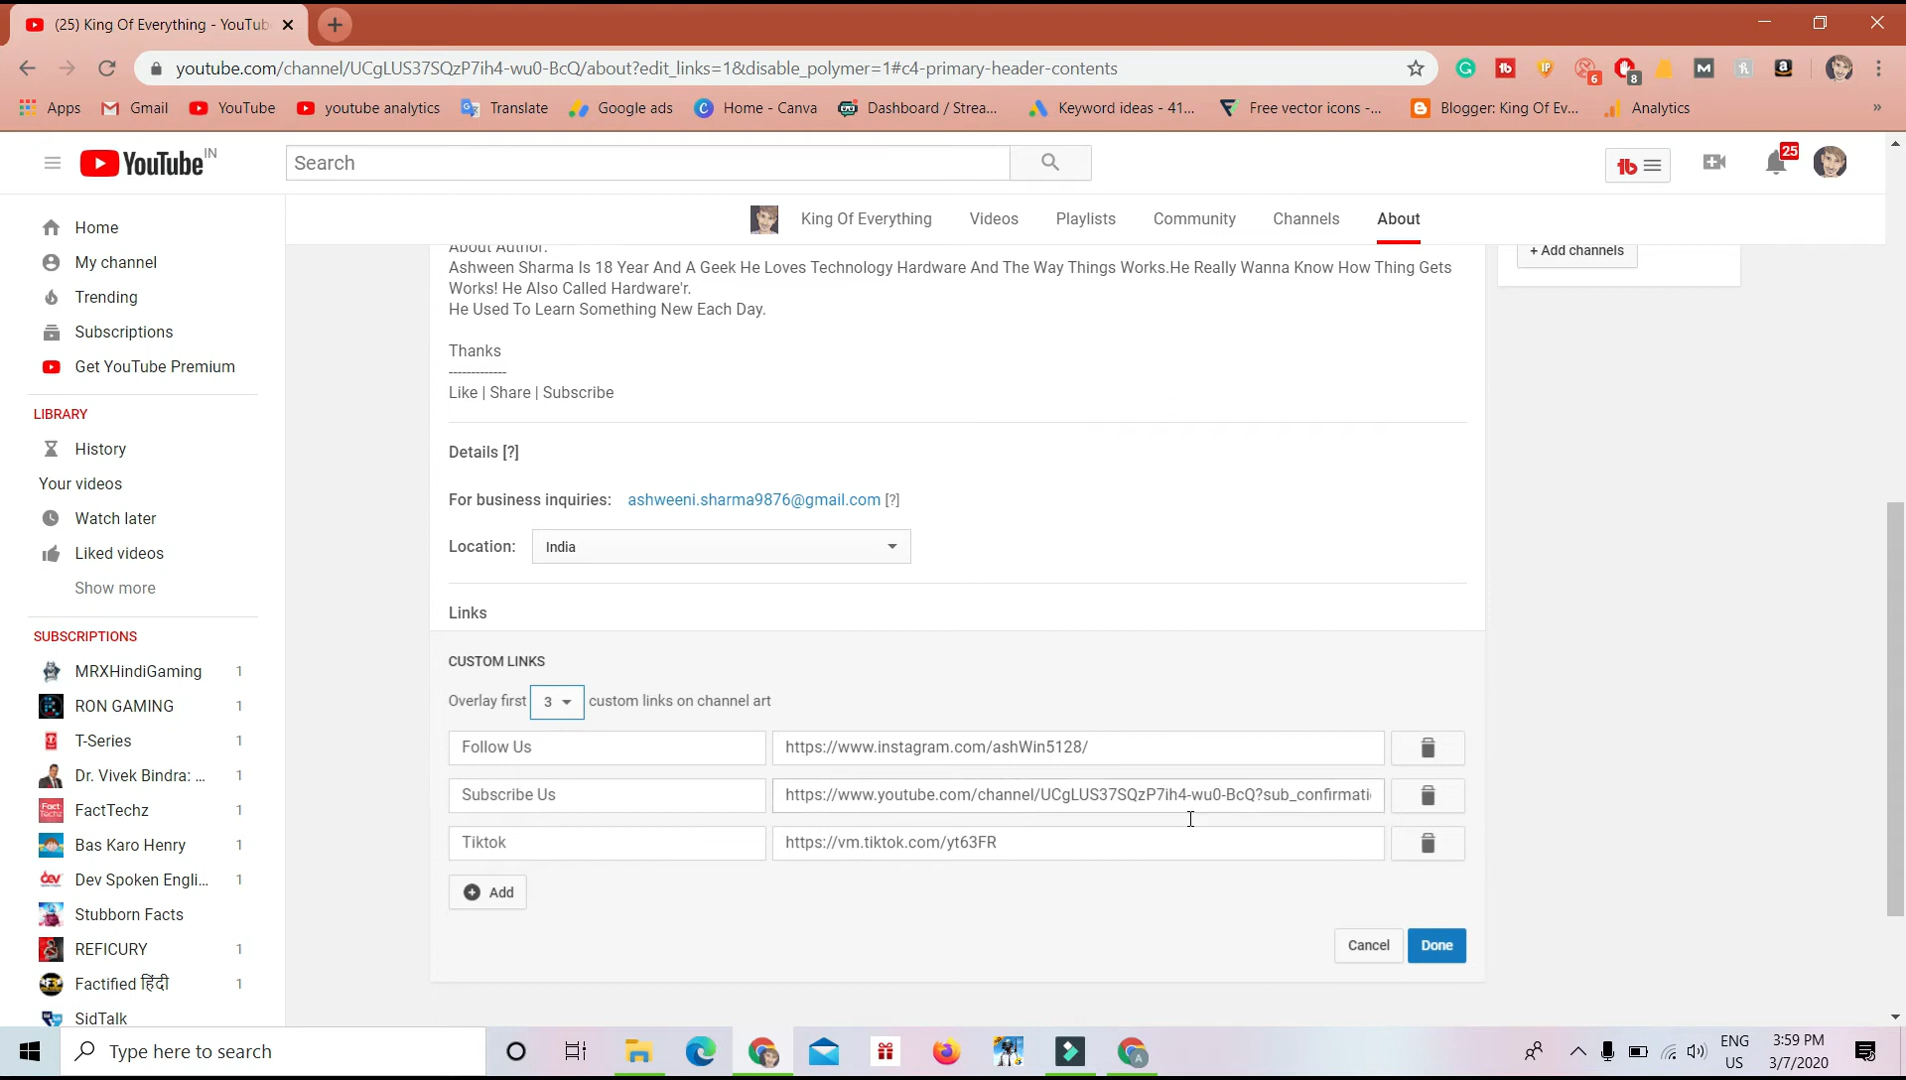 (25) King Of Everything - YouTub
youtube.com/channel/UCgLUS37SQzP7ih4-wu0-BcQ/about?edit_links=1&disable_polymer=1#c4-primary-header-contents
6
8
Apps
Gmail
YouTube
youtube analytics
Translate
Google ads
Home - Canva
Dashboard / Strea...
Keyword ideas - 41...
Free vector icons -...
Blogger: King Of Ev...
Analytics
YouTube IN
Search
25
King Of Everything
Videos
Playlists
Community
Channels
About
Home
My channel
Trending
Subscriptions
Get YouTube Premium
LIBRARY
History
Your videos
Watch later
Liked videos
Show more
SUBSCRIPTIONS
MRXHindiGaming 1
RON GAMING 1
T-Series 1
Dr. Vivek Bindra: ... 1
FactTechz 1
Bas Karo Henry 1
Dev Spoken Engli... 1
Stubborn Facts
REFICURY 1
Factified हिंदी 1
SidTalk
About Author:
Ashween Sharma Is 18 Year And A Geek He Loves Technology Hardware And The Way Things Works.He Really Wanna Know How Thing Gets
Works! He Also Called Hardware'r.
He Used To Learn Something New Each Day.
Thanks
-------------
Like | Share | Subscribe
+ Add channels
Details [?]
For business inquiries: ashweeni.sharma9876@gmail.com [?]
Location: India
Links
CUSTOM LINKS
Overlay first 3 custom links on channel art
Follow Us https://www.instagram.com/ashWin5128/
Subscribe Us https://www.youtube.com/channel/UCgLUS37SQzP7ih4-wu0-BcQ?sub_confirmati
Tiktok https://vm.tiktok.com/yt63FR
Add
Cancel Done
Type here to search
ENG
US
3:59 PM
3/7/2020